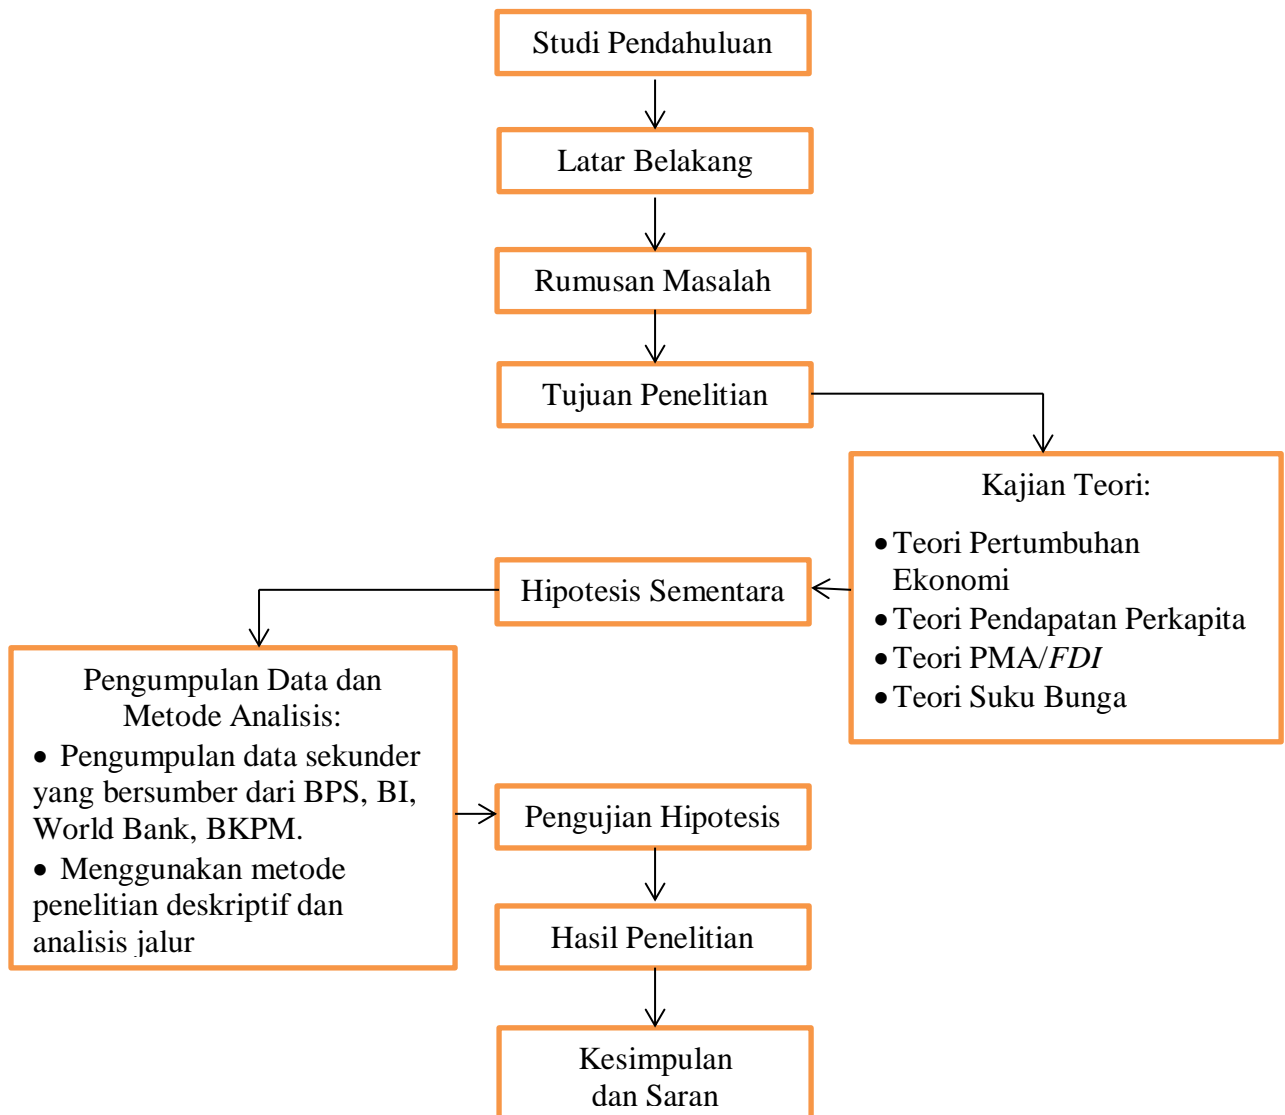 Studi Pendahuluan
Latar Belakang
Rumusan Masalah
Tujuan Penelitian
Kajian Teori:
• Teori Pertumbuhan
Ekonomi
• Teori Pendapatan Perkapita
• Teori PMA/FDI
• Teori Suku Bunga
Hipotesis Sementara
Pengumpulan Data dan
Metode Analisis:
• Pengumpulan data sekunder
yang bersumber dari BPS, BI,
World Bank, BKPM.
• Menggunakan metode
penelitian deskriptif dan
analisis jalur
Pengujian Hipotesis
Hasil Penelitian
Kesimpulan
dan Saran